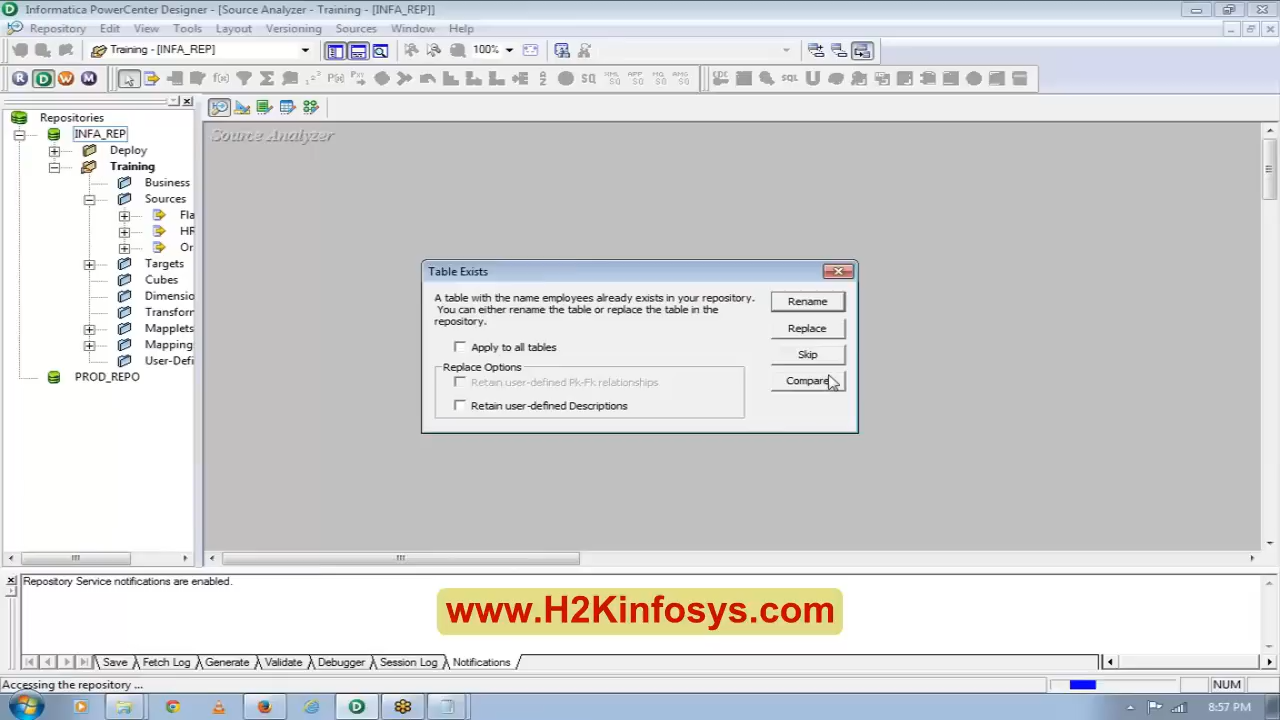 Informatica PowerCenter Designer - [Source Analyzer - Training - [INFA_REP]]
Repository Edit View Tools Layout Versioning Sources Window Help
Training - [INFA_REP]
100%
Repositories
INFA_REP
Deploy
Training
Business
Sources
Fla
HR
Or
Targets
Cubes
Dimensio
Transforr
Mapplets
Mapping
User-Defi
PROD_REPO
Source Analyzer
Table Exists
A table with the name employees already exists in your repository.
You can either rename the table or replace the table in the
repository.
Apply to all tables
Replace Options
Retain user-defined Pk-Fk relationships
Retain user-defined Descriptions
Rename
Replace
Skip
Compare
Repository Service notifications are enabled.
www.H2Kinfosys.com
Save Fetch Log Generate Validate Debugger Session Log Notifications
Accessing the repository ...
NUM
8:57 PM